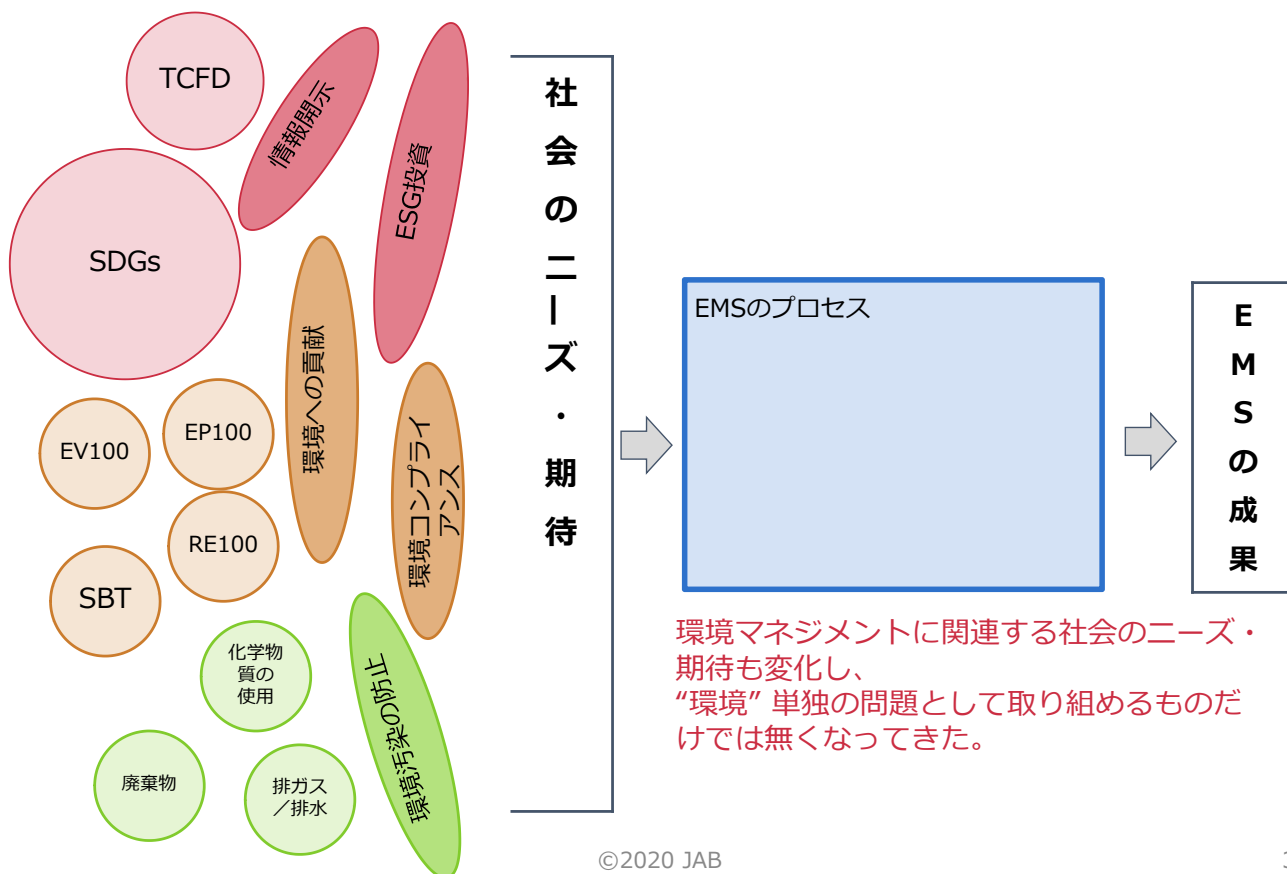 TCFD
情報開示
ESG投資
SDGs
環境への貢献
EV100
EP100
RE100
SBT
環境コンプライ
アンス
化学物
質の
使用
廃棄物
排ガス
／排水
環境汚染の防止
社会のニーズ・期待
EMSのプロセス
EMSの成果
環境マネジメントに関連する社会のニーズ・
期待も変化し、
“環境” 単独の問題として取り組めるものだ
けでは無くなってきた。
©2020 JAB